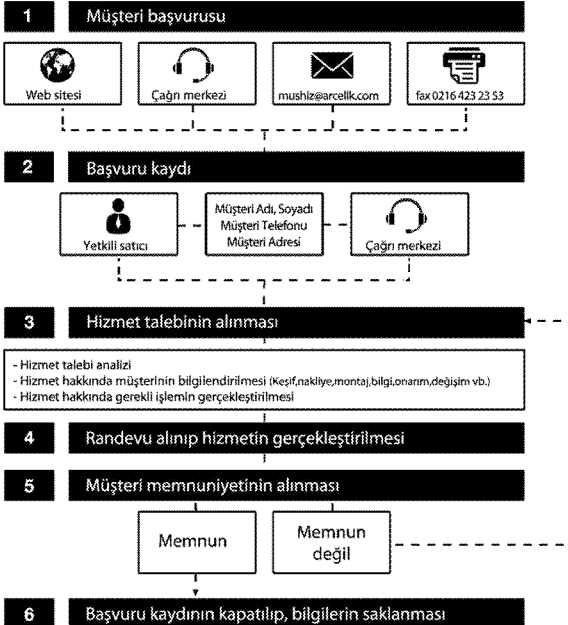 1 Müşteri başvurusu
Web sitesi
Çağrı merkezi
mushiz@arcelik.com
fax 0216 423 23 53
2 Başvuru kaydı
Yetkili satıcı
Müşteri Adı, Soyadı
Müşteri Telefonu
Müşteri Adresi
Çağrı merkezi
3 Hizmet talebinin alınması
- Hizmet talebi analizi
- Hizmet hakkında müşterinin bilgilendirilmesi (Keşif,nakliye,montaj,bilgi,onarım,değişim vb.)
- Hizmet hakkında gerekli işlemin gerçekleştirilmesi
4 Randevu alınıp hizmetin gerçekleştirilmesi
5 Müşteri memnuniyetinin alınması
Memnun
Memnun
değil
6 Başvuru kaydının kapatılıp, bilgilerin saklanması